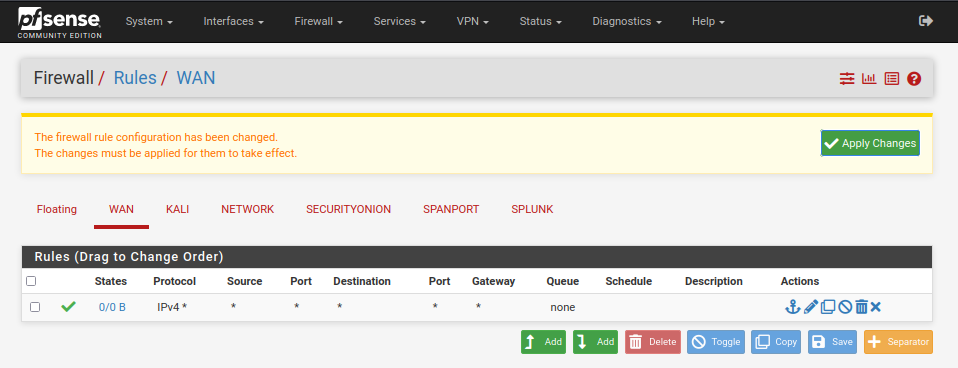 pfsense
COMMUNITY EDITION
System Interfaces Firewall Services VPN Status Diagnostics Help
Firewall / Rules / WAN
The firewall rule configuration has been changed.
The changes must be applied for them to take effect.
Apply Changes
Floating WAN KALI NETWORK SECURITYONION SPANPORT SPLUNK
Rules (Drag to Change Order)
States Protocol Source Port Destination Port Gateway Queue Schedule Description Actions
0/0 B IPv4 * * * * * * none
Add Add Delete Toggle Copy Save Separator